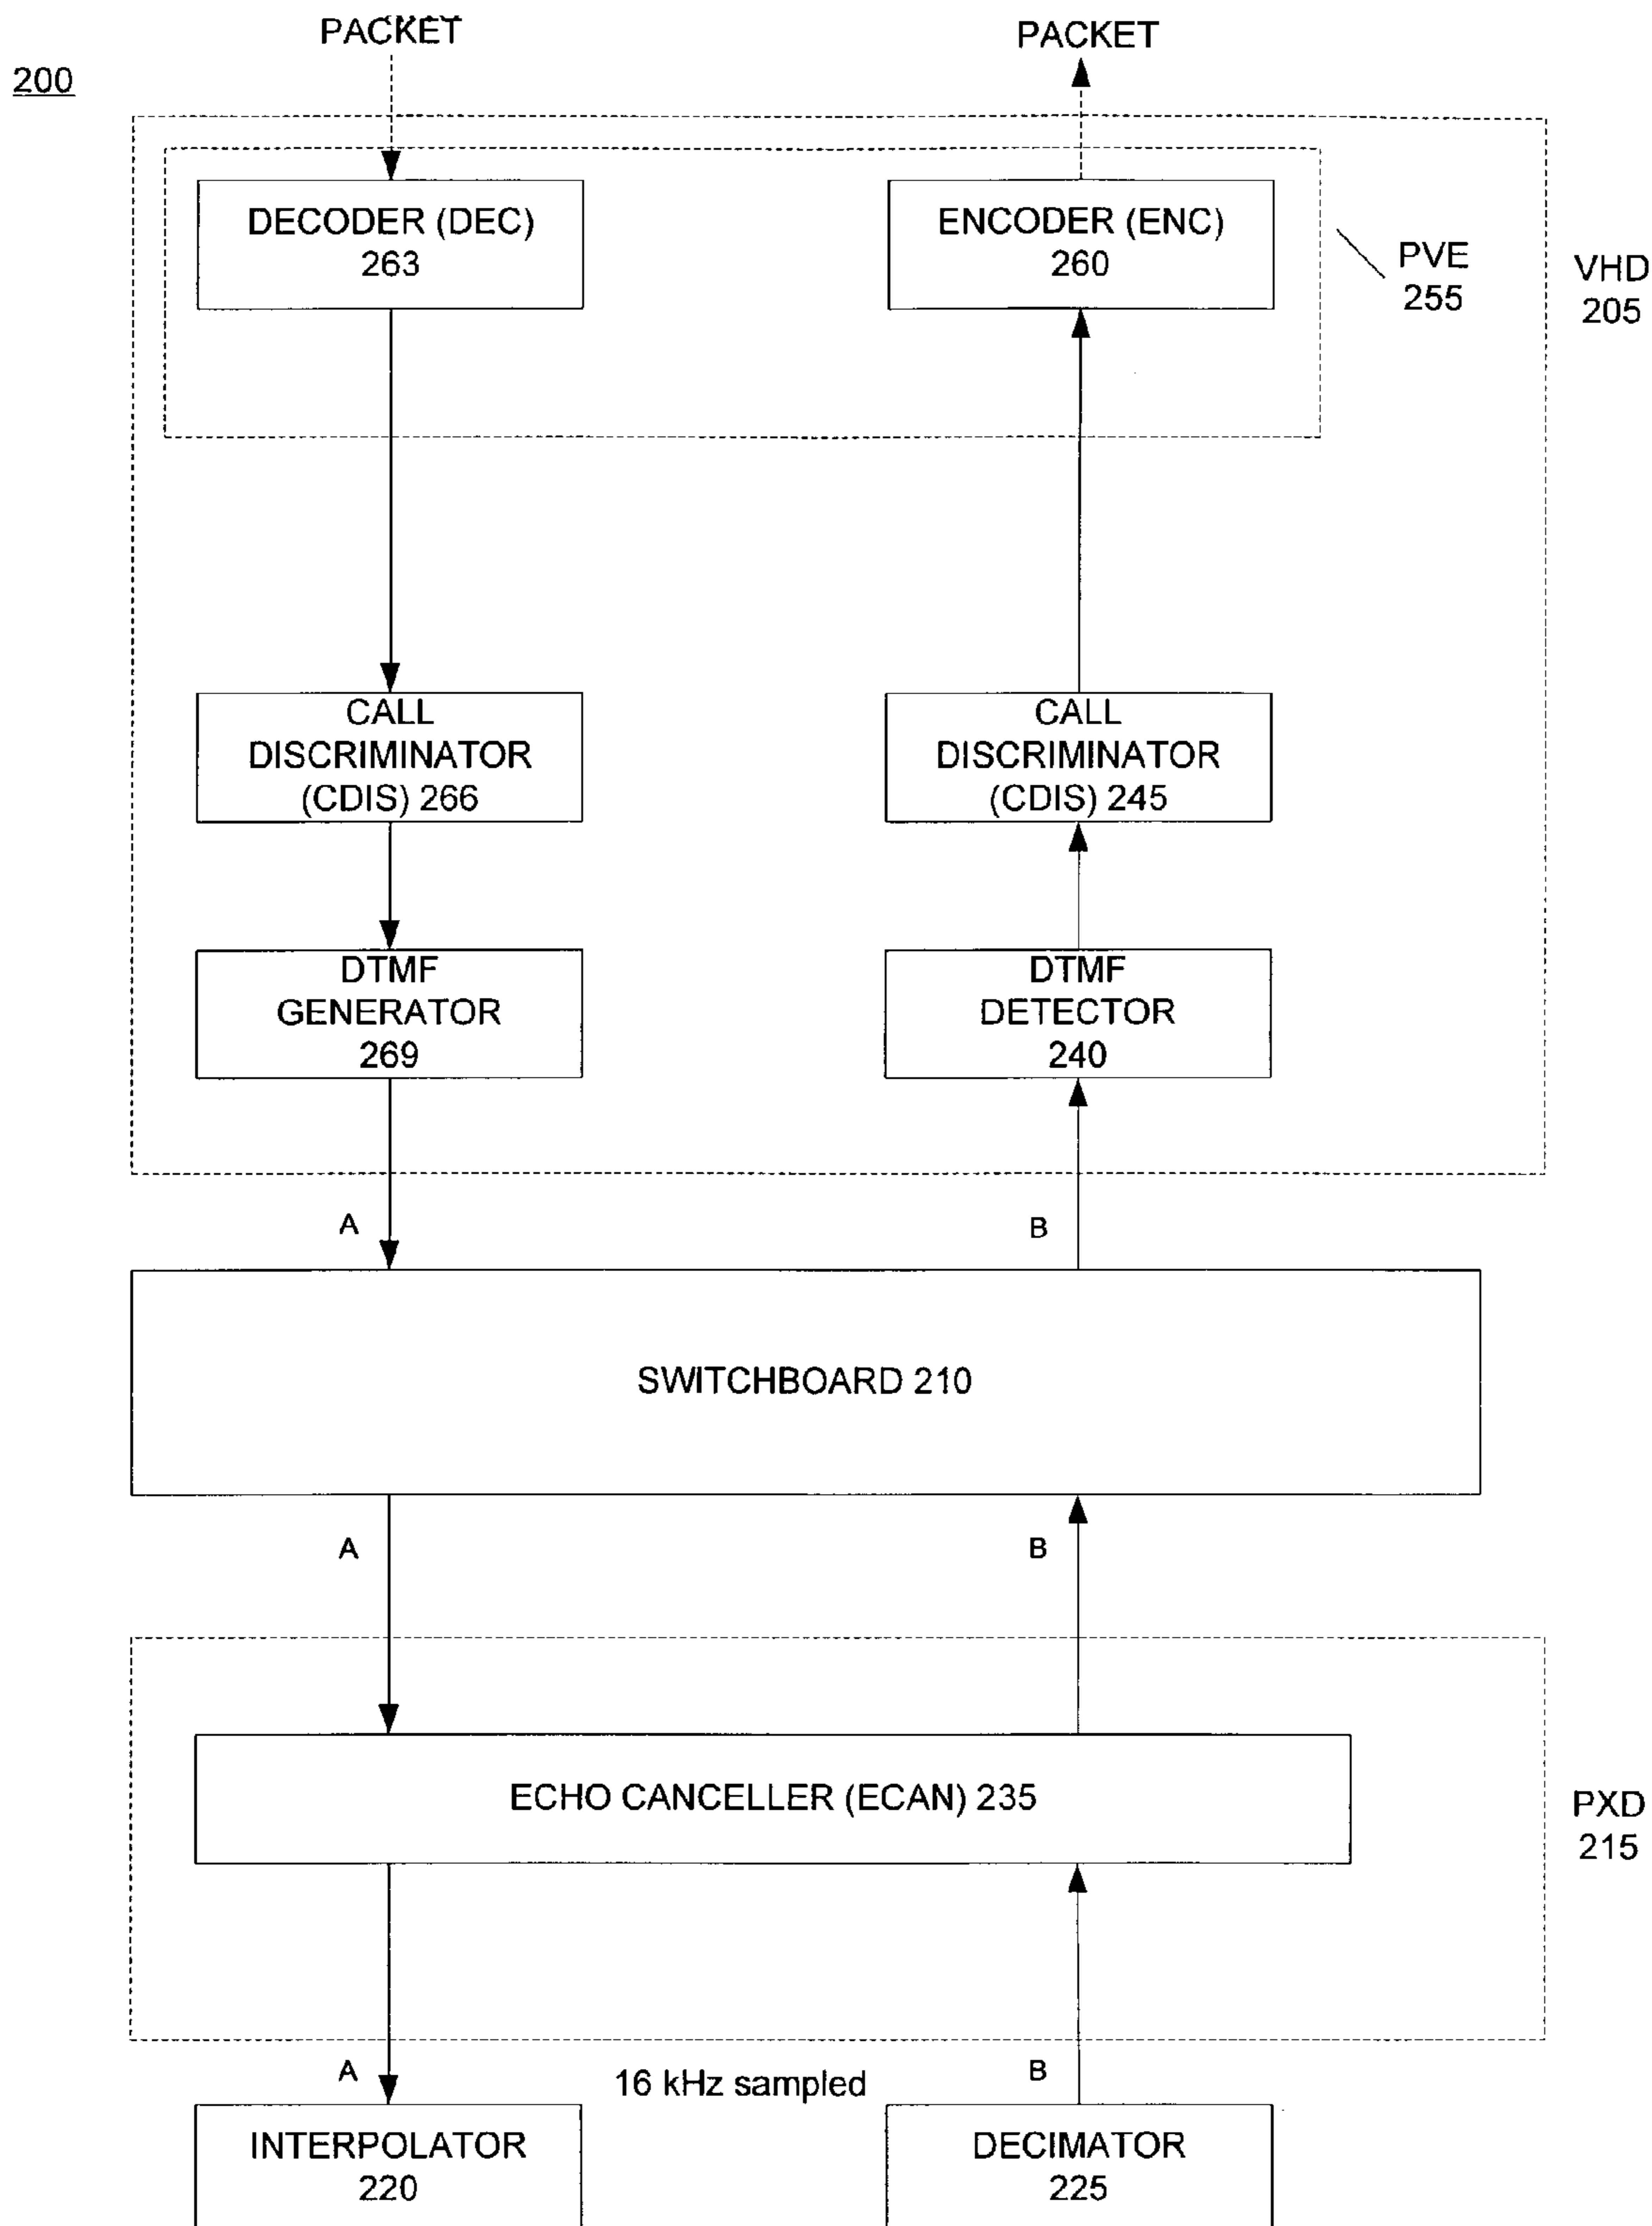 PACKET
PACKET
200
DECODER (DEC)
263
ENCODER (ENC)
260
PVE
255
VHD
205
CALL
DISCRIMINATOR
(CDIS) 266
CALL
DISCRIMINATOR
(CDIS) 245
DTMF
GENERATOR
269
DTMF
DETECTOR
240
A
B
SWITCHBOARD 210
A
B
ECHO CANCELLER (ECAN) 235
PXD
215
A
16 kHz sampled
B
INTERPOLATOR
220
DECIMATOR
225